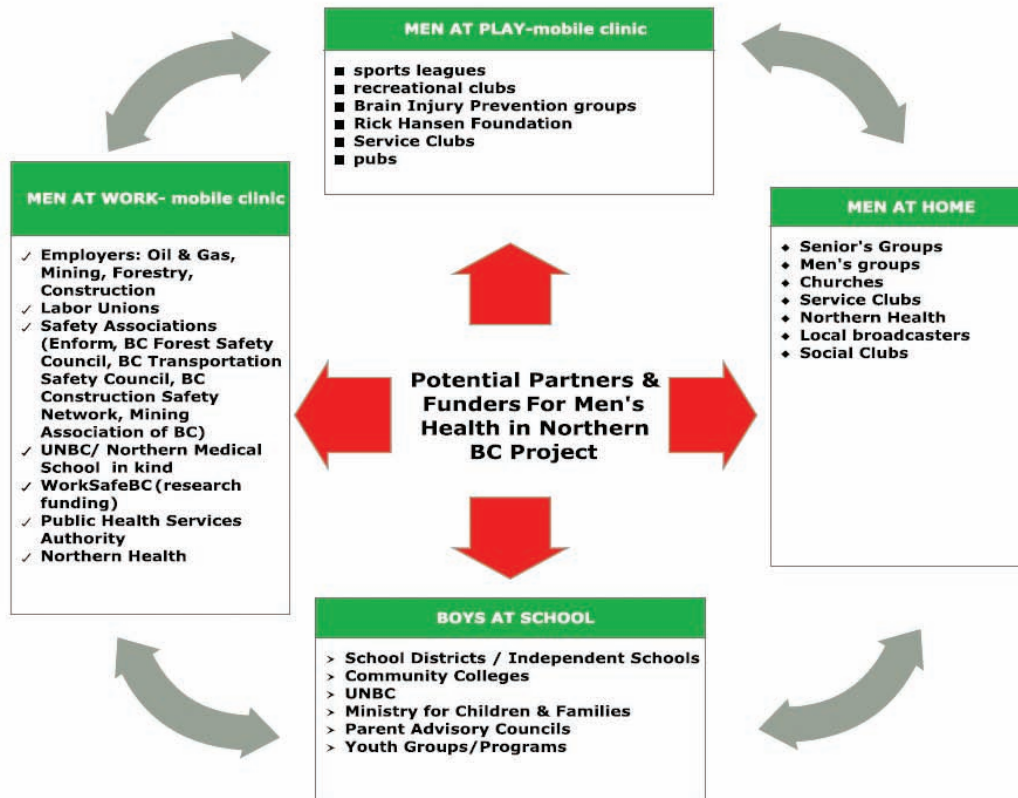 MEN AT PLAY-mobile clinic
■ sports leagues
■ recreational clubs
■ Brain Injury Prevention groups
■ Rick Hansen Foundation
■ Service Clubs
■ pubs
MEN AT WORK- mobile clinic
✓ Employers: Oil & Gas,
Mining, Forestry,
Construction
✓ Labor Unions
✓ Safety Associations
(Enform, BC Forest Safety
Council, BC Transportation
Safety Council, BC
Construction Safety
Network, Mining
Association of BC)
✓ UNBC/ Northern Medical
School in kind
✓ WorkSafeBC (research
funding)
✓ Public Health Services
Authority
✓ Northern Health
Potential Partners &
Funders For Men's
Health in Northern
BC Project
MEN AT HOME
◆ Senior's Groups
◆ Men's groups
◆ Churches
◆ Service Clubs
◆ Northern Health
◆ Local broadcasters
◆ Social Clubs
BOYS AT SCHOOL
➢ School Districts / Independent Schools
➢ Community Colleges
➢ UNBC
➢ Ministry for Children & Families
➢ Parent Advisory Councils
➢ Youth Groups/Programs